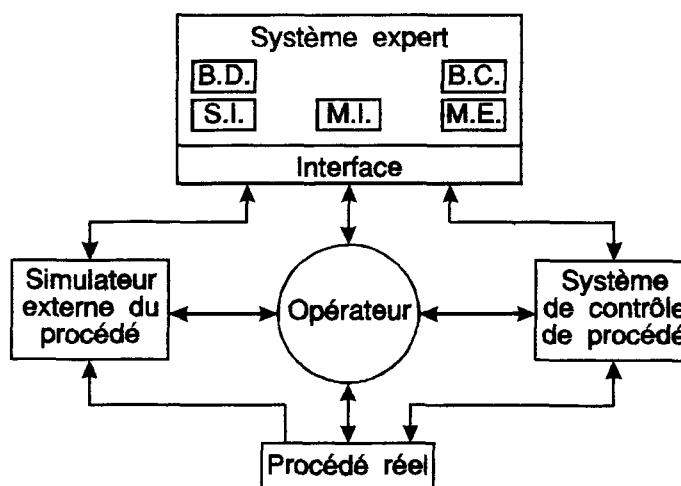 Système expert
B.D. B.C.
S.I. M.I. M.E.
Interface
Simulateur
externe du
procédé
Opérateur
Système
de contrôle
de procédé
Procédé réel